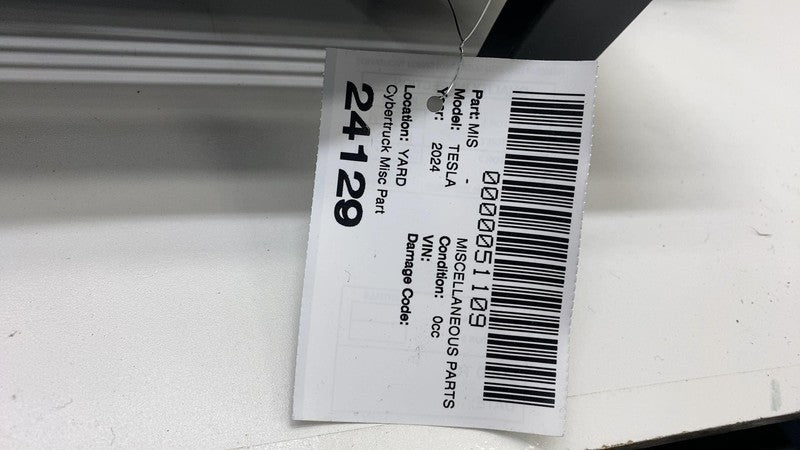 0000051109
Part: MIS - MISCELLANEOUS PARTS
Model: TESLA Condition: 0cc
Year: 2024 VIN:
Damage Code:
Location: YARD
Cybertruck Misc Part
24129